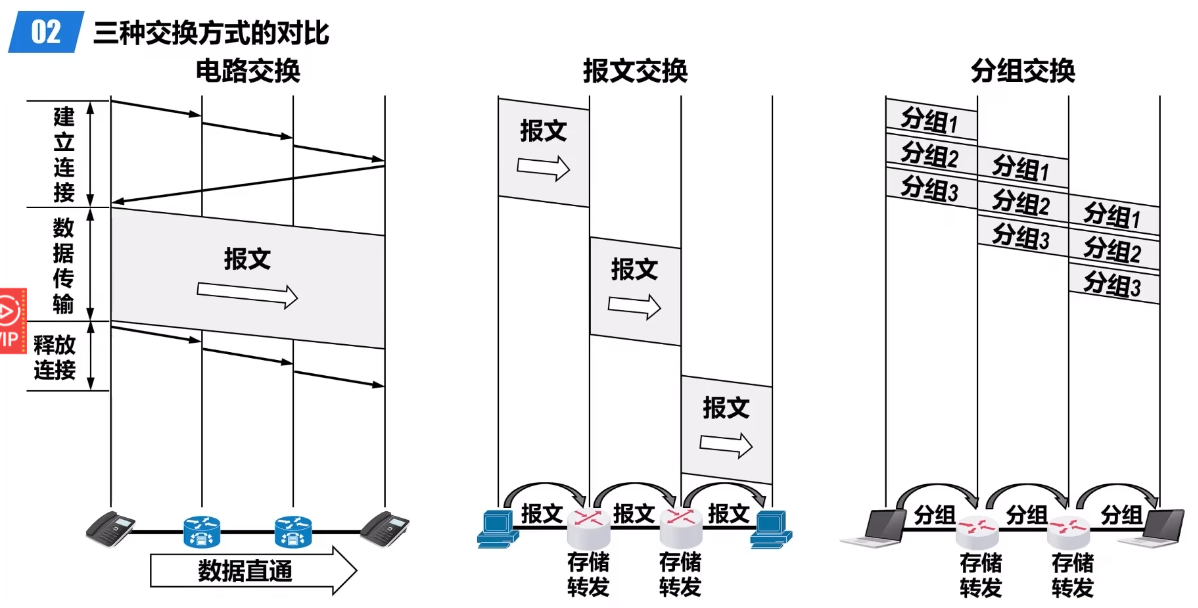 02 三种交换方式的对比
电路交换
建立连接
数据传输
释放
连接
报文
数据直通
报文交换
报文
报文
报文
报文 报文 报文
存储
转发
存储
转发
分组交换
分组1
分组2
分组3
分组1
分组2
分组3
分组1
分组2
分组3
分组 分组 分组
存储
转发
存储
转发
VIP